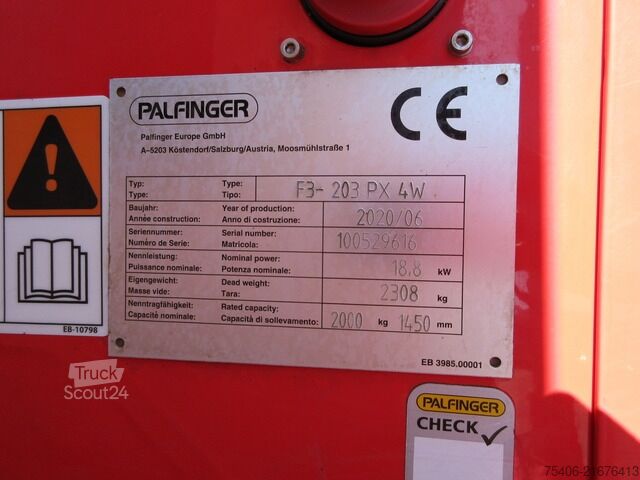 PALFINGER
CE
Palfinger Europe GmbH
A-5203 Köstendorf/Salzburg/Austria, Moosmühlstraße 1
Typ: Type: F3-203 PX 4W
Type: Tipo:
Baujahr: Year of production: 2020/06
Année construction: Anno di costruzione:
Seriennummer: Serial number: 100529616
Numéro de Serie: Matricola:
Nennleistung: Nominal power: 18.8 kW
Puissance nominale: Potenza nominale:
Eigengewicht: Dead weight: 2308 kg
Masse vide: Tara:
Nenntragfähigkeit: Rated capacity: 2000 kg 1450 mm
Capacité nominale: Capacità di sollevamento:
EB 3985.00001
EB-10798
Truck
Scout24
PALFINGER
CHECK
75406-21676413